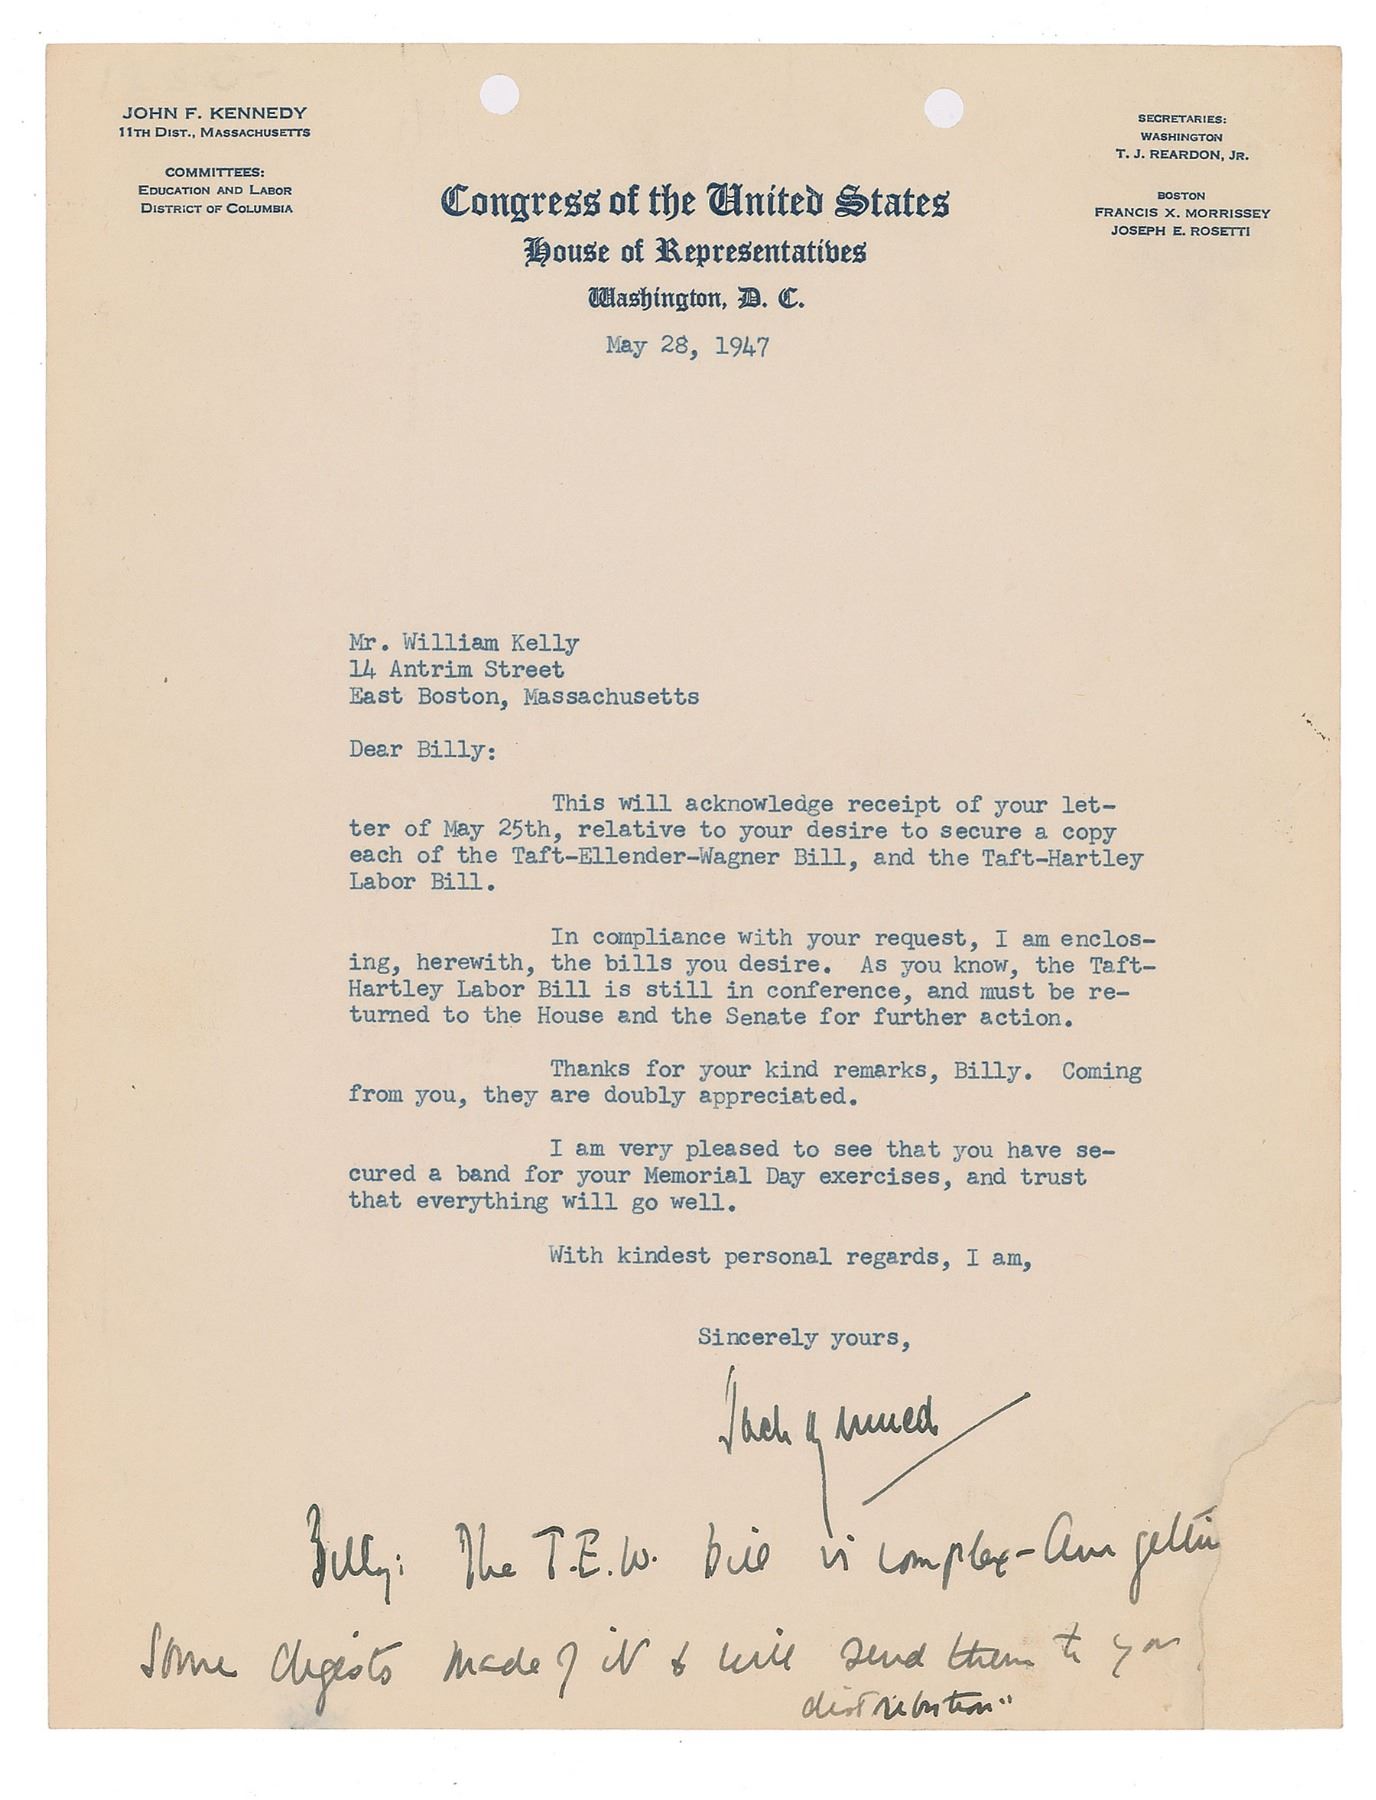 JOHN F. KENNEDY
11TH DIST., MASSACHUSETTS
COMMITTEES:
EDUCATION AND LABOR
DISTRICT OF COLUMBIA
SECRETARIES:
WASHINGTON
T. J. REARDON, JR.
BOSTON
FRANCIS X. MORRISSEY
JOSEPH E. ROSETTI
Congress of the United States
House of Representatives
Washington, D. C.
May 28, 1947
Mr. William Kelly
14 Antrim Street
East Boston, Massachusetts
Dear Billy:
This will acknowledge receipt of your let-
ter of May 25th, relative to your desire to secure a copy
each of the Taft-Ellender-Wagner Bill, and the Taft-Hartley
Labor Bill.
In compliance with your request, I am enclos-
ing, herewith, the bills you desire. As you know, the Taft-
Hartley Labor Bill is still in conference, and must be re-
turned to the House and the Senate for further action.
Thanks for your kind remarks, Billy. Coming
from you, they are doubly appreciated.
I am very pleased to see that you have se-
cured a band for your Memorial Day exercises, and trust
that everything will go well.
With kindest personal regards, I am,
Sincerely yours,
Billy: The T.E.W. bill is complex - Am gettin
some digests made of it & will send them to you
distribution"